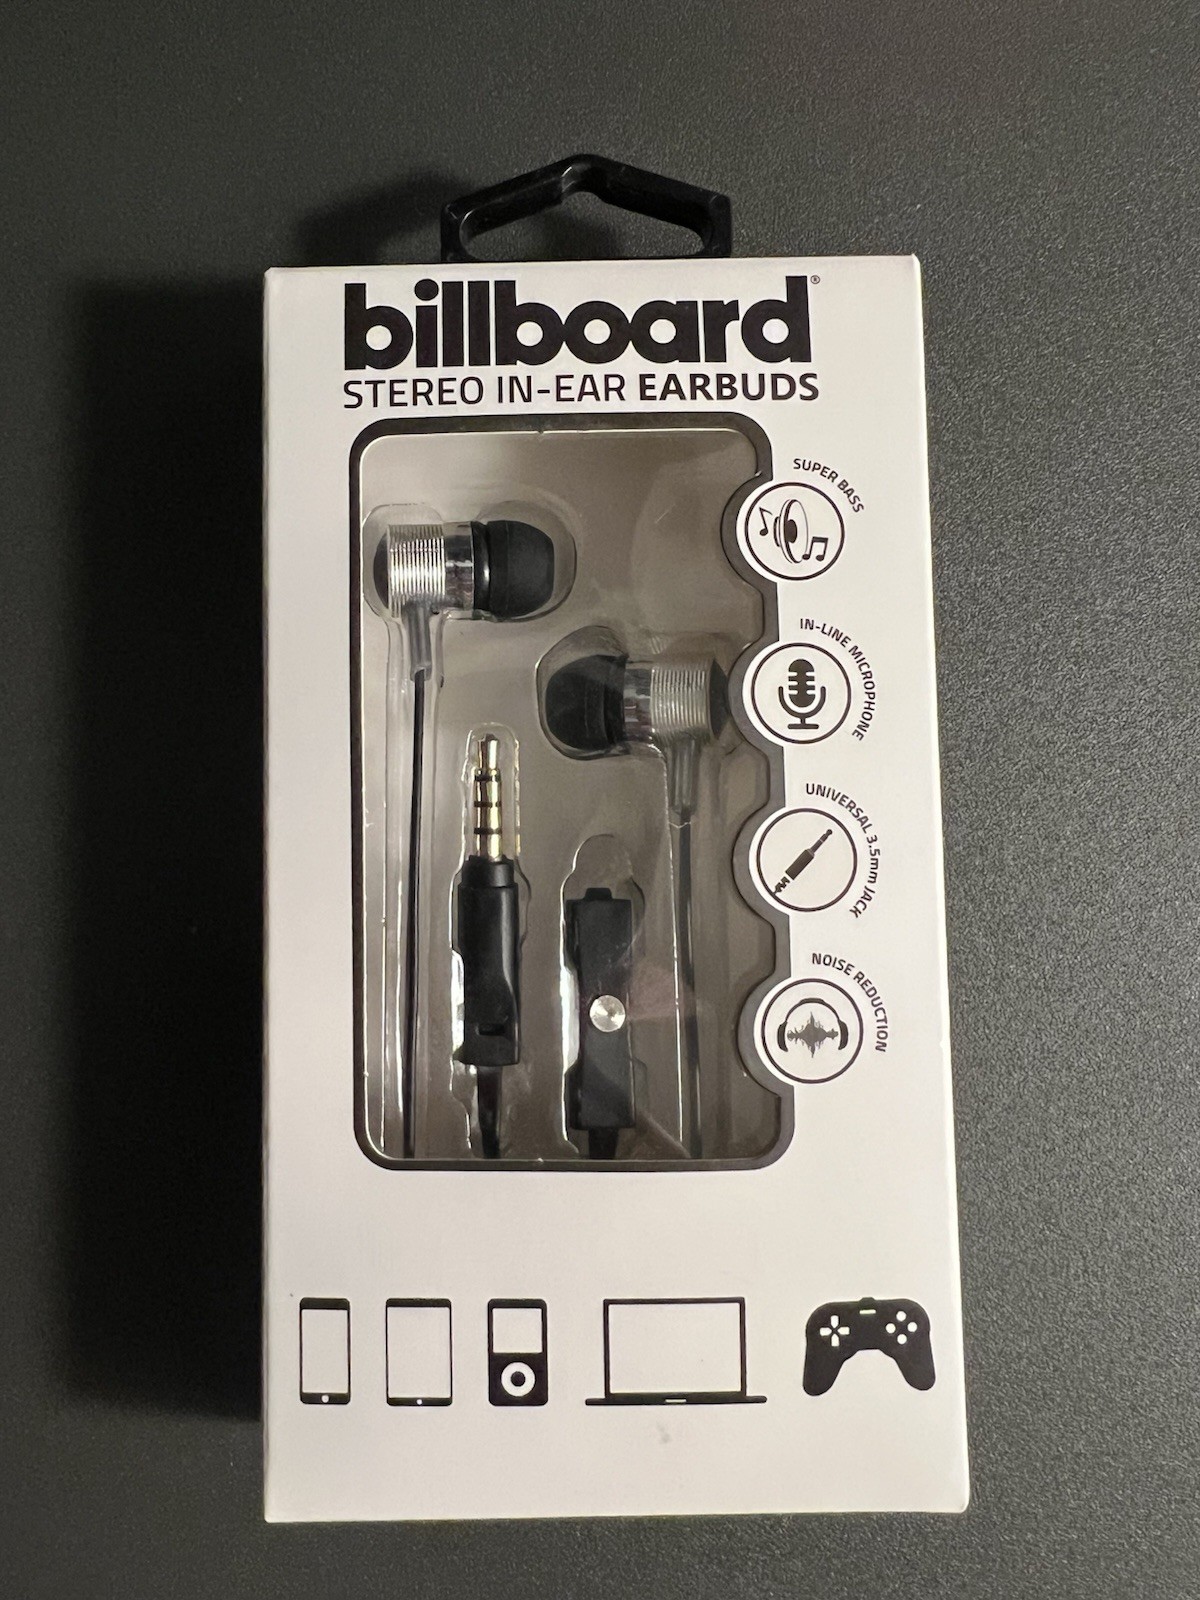 billboard®
STEREO IN-EAR EARBUDS
SUPER BASS
IN-LINE MICROPHONE
UNIVERSAL 3.5mm JACK
NOISE REDUCTION